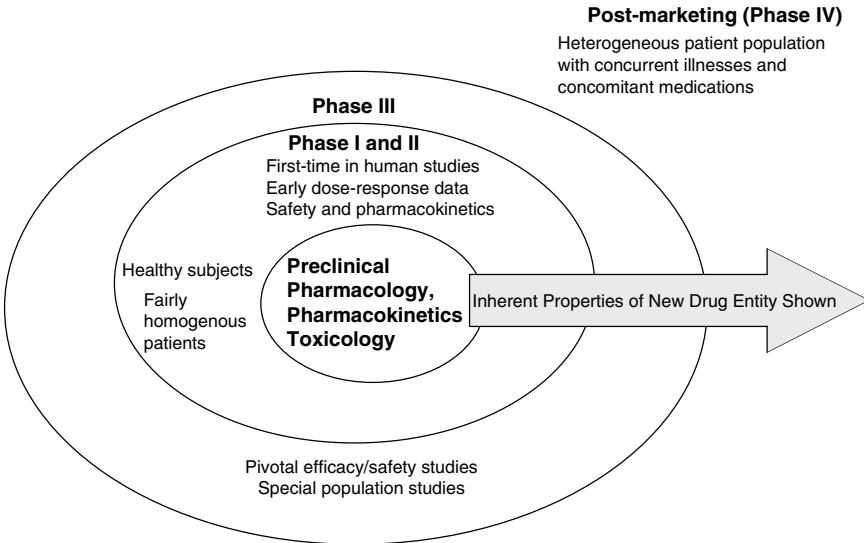 Post-marketing (Phase IV)
Heterogeneous patient population
with concurrent illnesses and
concomitant medications
Phase III
Phase I and II
First-time in human studies
Early dose-response data
Safety and pharmacokinetics
Healthy subjects
Fairly
homogenous
patients
Preclinical
Pharmacology,
Pharmacokinetics
Toxicology
Inherent Properties of New Drug Entity Shown
Pivotal efficacy/safety studies
Special population studies